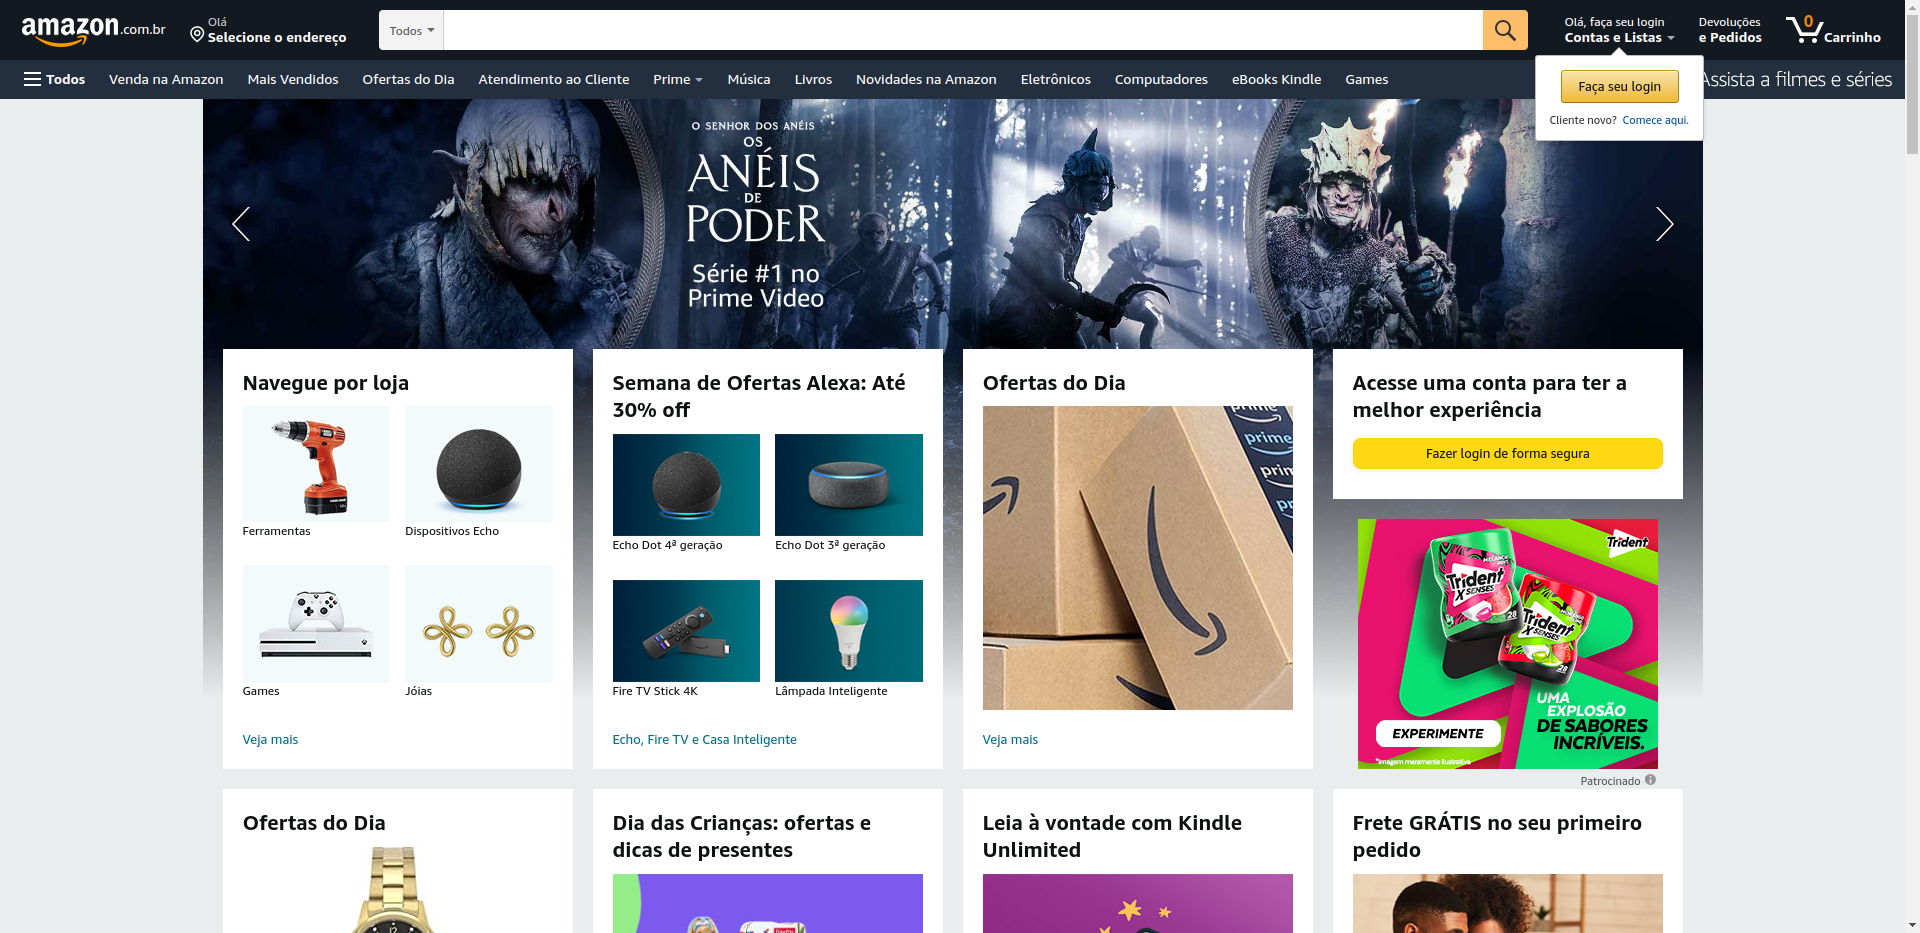 amazon.com.br
Olá
Selecione o endereço
Todos
Olá, faça seu login
Contas e Listas
Devoluções
e Pedidos
0
Carrinho
Todos
Venda na Amazon
Mais Vendidos
Ofertas do Dia
Atendimento ao Cliente
Prime
Música
Livros
Novidades na Amazon
Eletrônicos
Computadores
eBooks Kindle
Games
Assista a filmes e séries
Faça seu login
Cliente novo? Comece aqui.
O SENHOR DOS ANÉIS
OS
ANÉIS
DE
PODER
Série #1 no
Prime Video
Navegue por loja
Ferramentas
Dispositivos Echo
Games
Jóias
Veja mais
Semana de Ofertas Alexa: Até
30% off
Echo Dot 4ª geração
Echo Dot 3ª geração
Fire TV Stick 4K
Lâmpada Inteligente
Echo, Fire TV e Casa Inteligente
Ofertas do Dia
prime
prime
Veja mais
Acesse uma conta para ter a
melhor experiência
Fazer login de forma segura
Trident
Trident
X SENSES
28
Trident
X SENSES
28
UMA
EXPLOSÃO
DE SABORES
INCRÍVEIS.
EXPERIMENTE
*Imagem meramente ilustrativa
Patrocinado
Ofertas do Dia
Dia das Crianças: ofertas e
dicas de presentes
Leia à vontade com Kindle
Unlimited
Frete GRÁTIS no seu primeiro
pedido